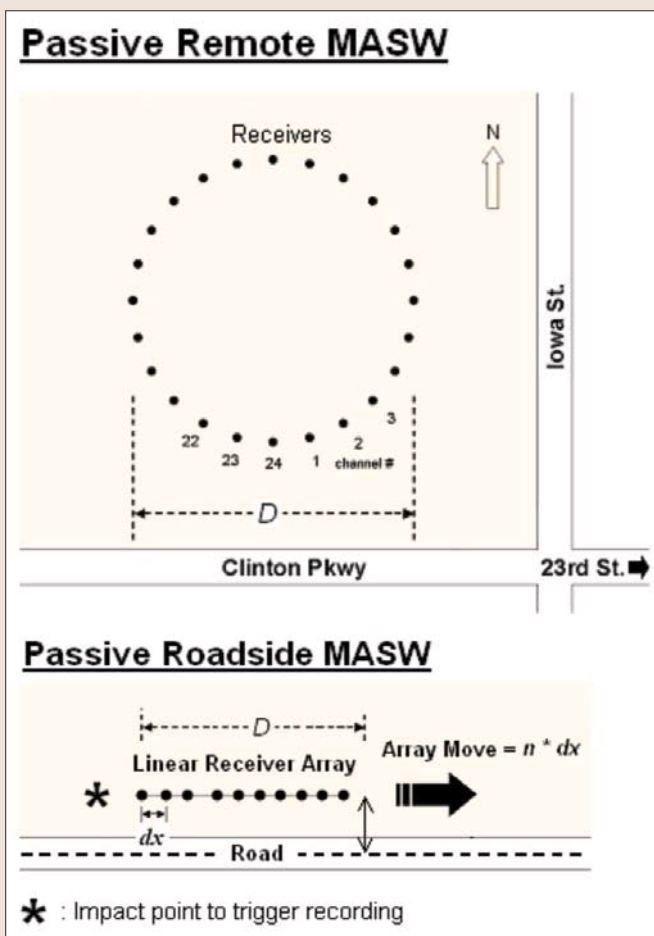 Passive Remote MASW
Receivers
N
Iowa St.
3
22
2
23
24
1
channel #
D
Clinton Pkwy
23rd St.
Passive Roadside MASW
D
Array Move = n * dx
Linear Receiver Array
*
dx
Road
* : Impact point to trigger recording